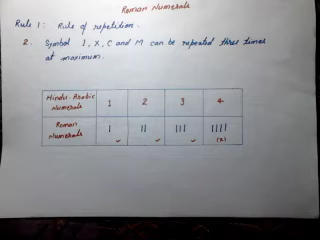 Roman Numerals
Rule 1: Rule of repetition.
2. Symbol I, X, C and M can be repeated three times
at maximum.
Hindu Arabic Numerals 1 2 3 4
Roman Numerals I II III IIII
(x)